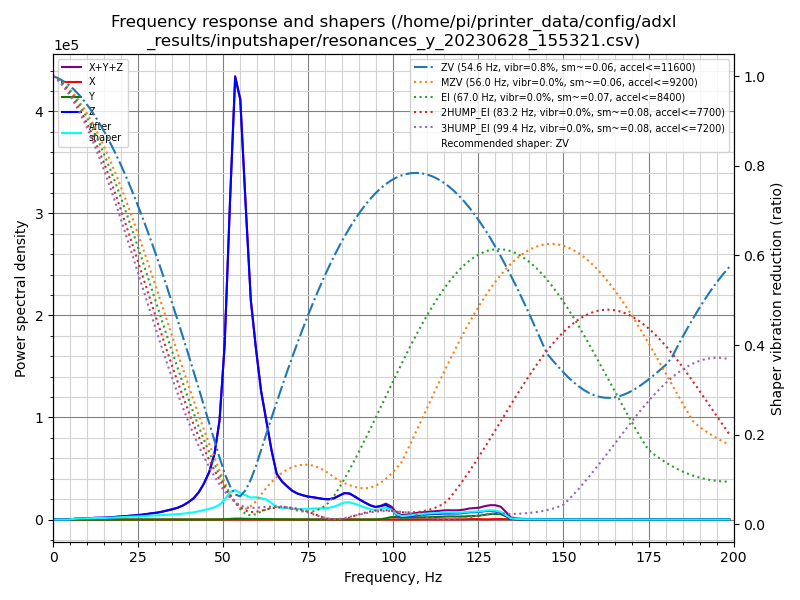 Frequency response and shapers (/home/pi/printer_data/config/adxl
_results/inputshaper/resonances_y_20230628_155321.csv)
1e5
X+Y+Z
X
Y
Z
After
shaper
ZV (54.6 Hz, vibr=0.8%, sm~=0.06, accel<=11600)
MZV (56.0 Hz, vibr=0.0%, sm~=0.06, accel<=9200)
EI (67.0 Hz, vibr=0.0%, sm~=0.07, accel<=8400)
2HUMP_EI (83.2 Hz, vibr=0.0%, sm~=0.08, accel<=7700)
3HUMP_EI (99.4 Hz, vibr=0.0%, sm~=0.08, accel<=7200)
Recommended shaper: ZV
Power spectral density
4
3
2
1
0
1.0
0.8
0.6
0.4
0.2
0.0
Shaper vibration reduction (ratio)
0 25 50 75 100 125 150 175 200
Frequency, Hz